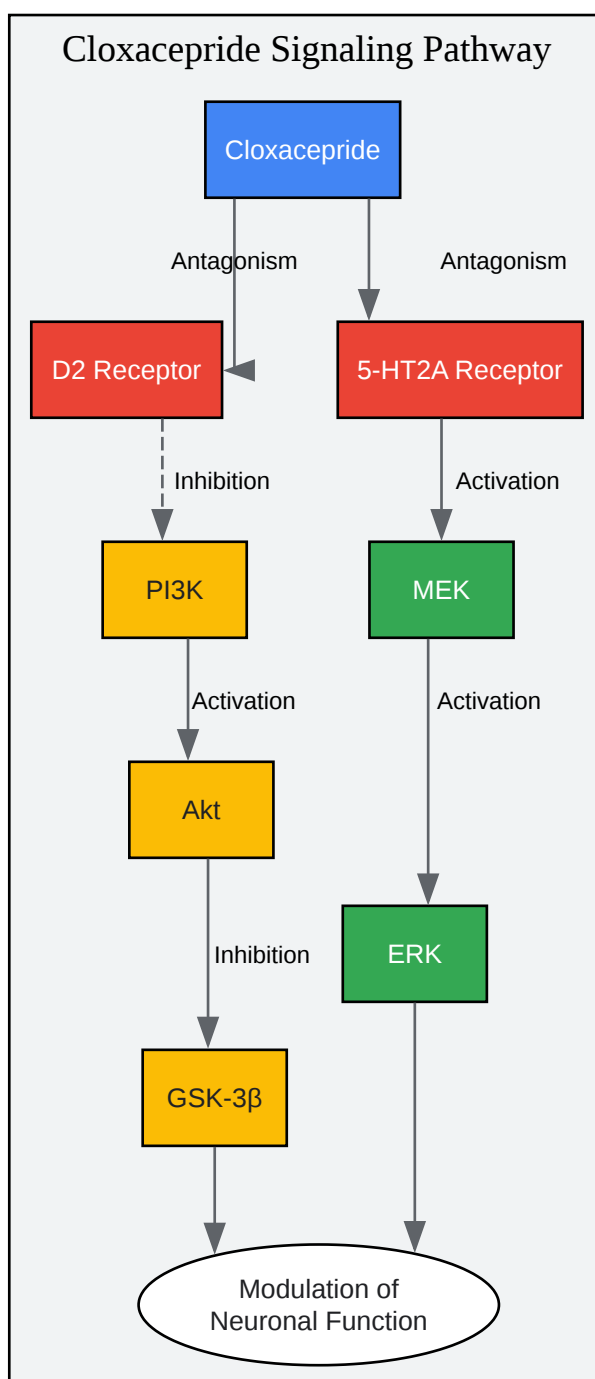 Cloxacepride Signaling Pathway
Cloxacepride
Antagonism
Antagonism
D2 Receptor
5-HT2A Receptor
Inhibition
Activation
PI3K
MEK
Activation
Activation
Akt
ERK
Inhibition
GSK-3β
Modulation of
Neuronal Function